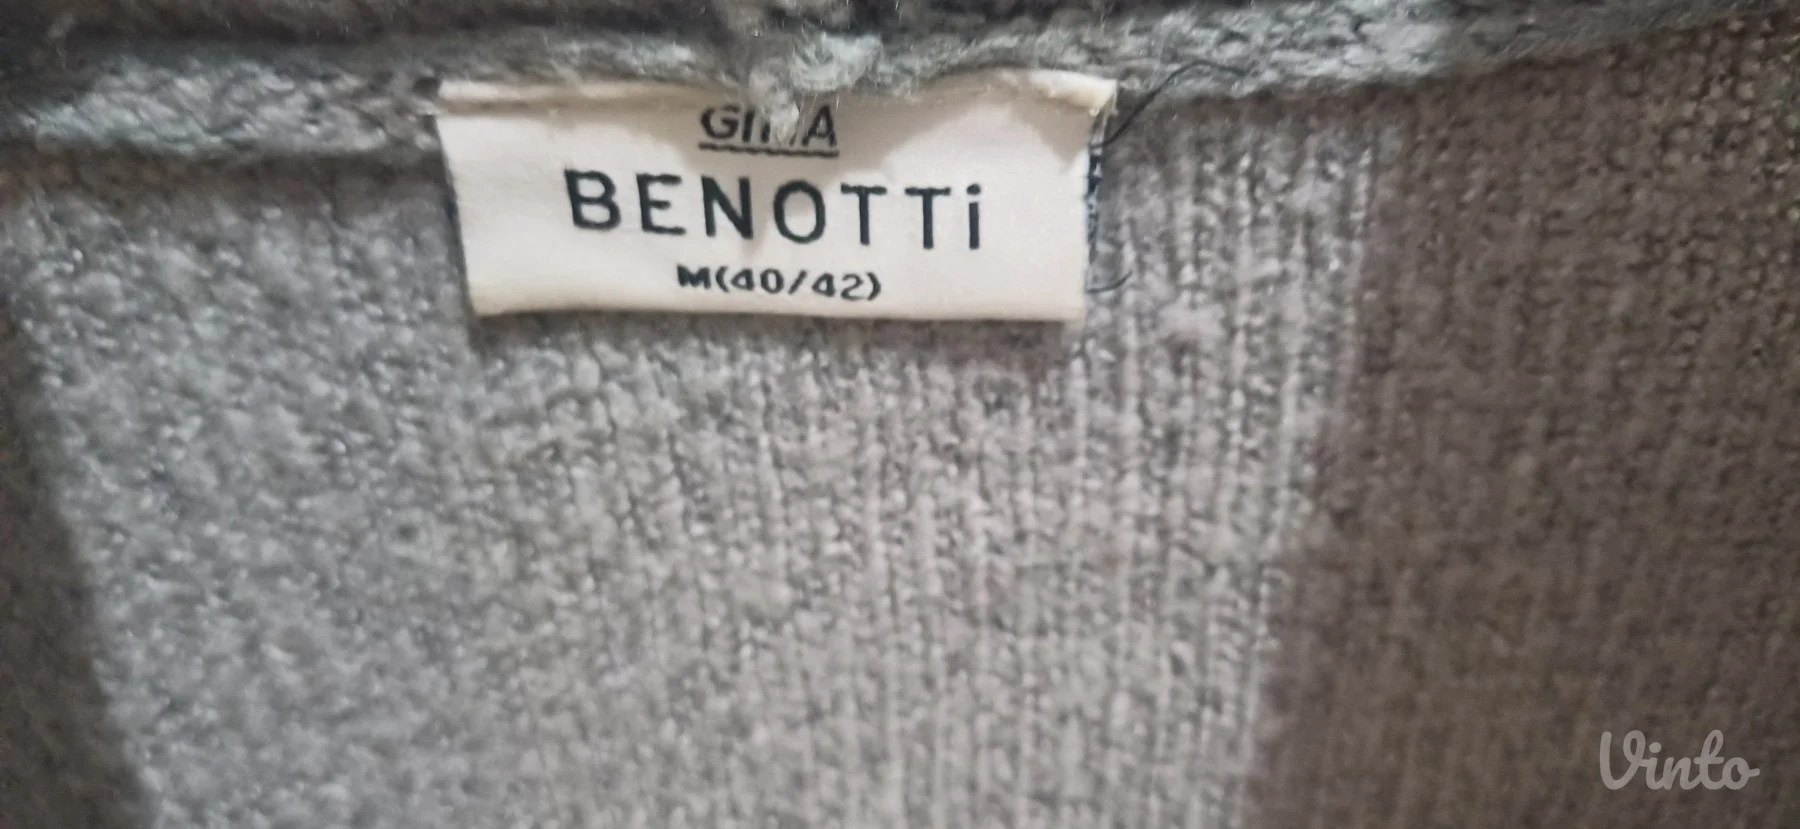 GINA
BENOTTi
M(40/42)
Vinto